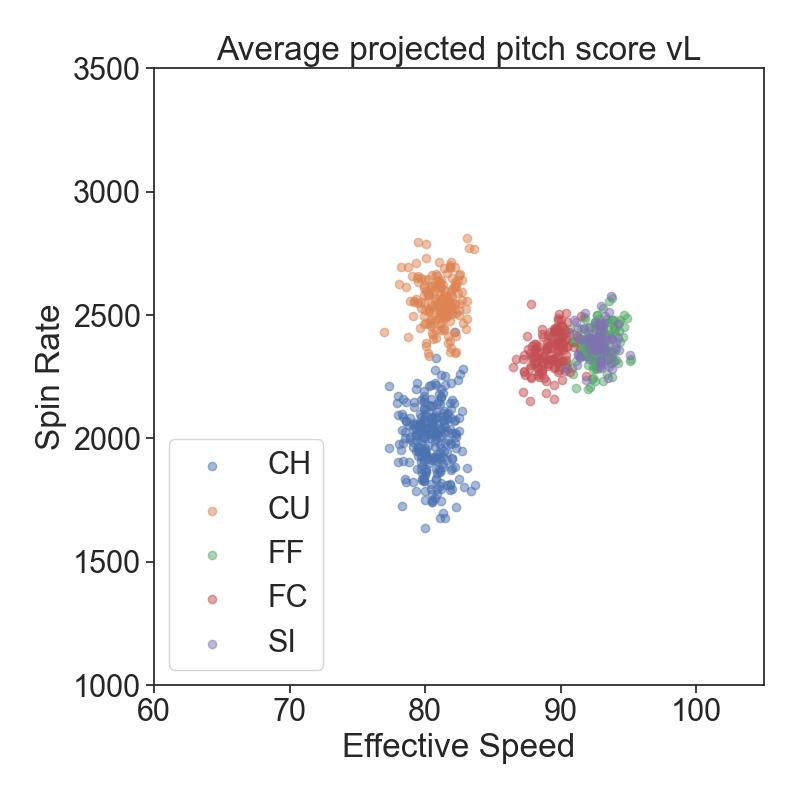 Average projected pitch score vL
3500
3000
2500
2000
1500
1000
Spin Rate
CH
CU
FF
FC
SI
60 70 80 90 100
Effective Speed